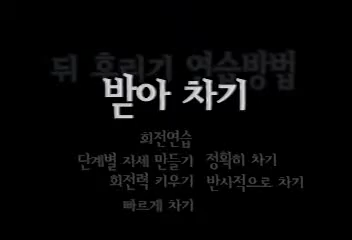 뒤 후리기 연습방법
받아 차기
회전연습
단계별 자세 만들기 정확히 차기
회전력 키우기 반사적으로 차기
빠르게 차기